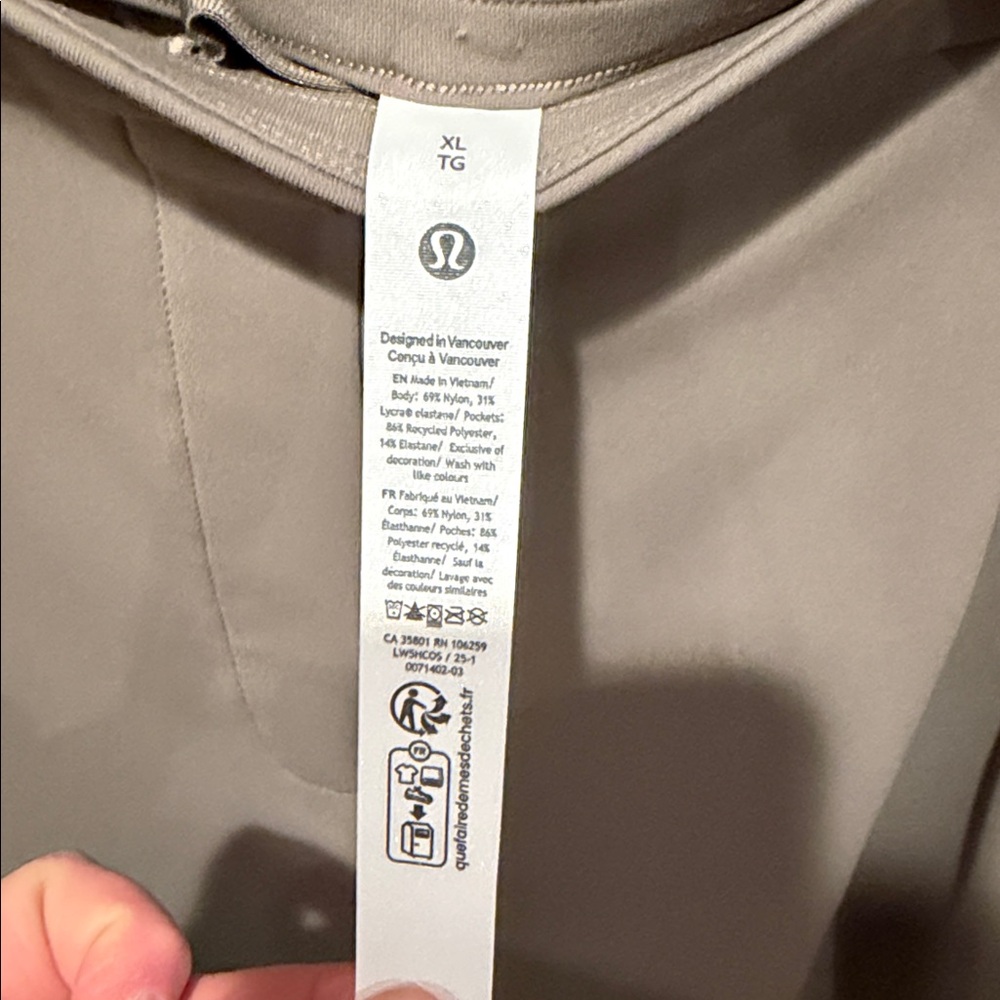 XL
TG
Designed in Vancouver
Conçu à Vancouver
EN Made in Vietnam/
Body: 69% Nylon, 31%
Lycra® elastane/ Pockets:
86% Recycled Polyester,
14% Elastane/ Exclusive of
decoration/ Wash with
like colours
FR Fabriqué au Vietnam/
Corps: 69% Nylon, 31%
Élasthanne/ Poches: 86%
Polyester recyclé, 14%
Élasthanne/ Sauf la
décoration/ Lavage avec
des couleurs similaires
CA 35801 RN 106259
LW5HCOS / 25-1
0071402-03
FR
quefairedemesdechets.fr